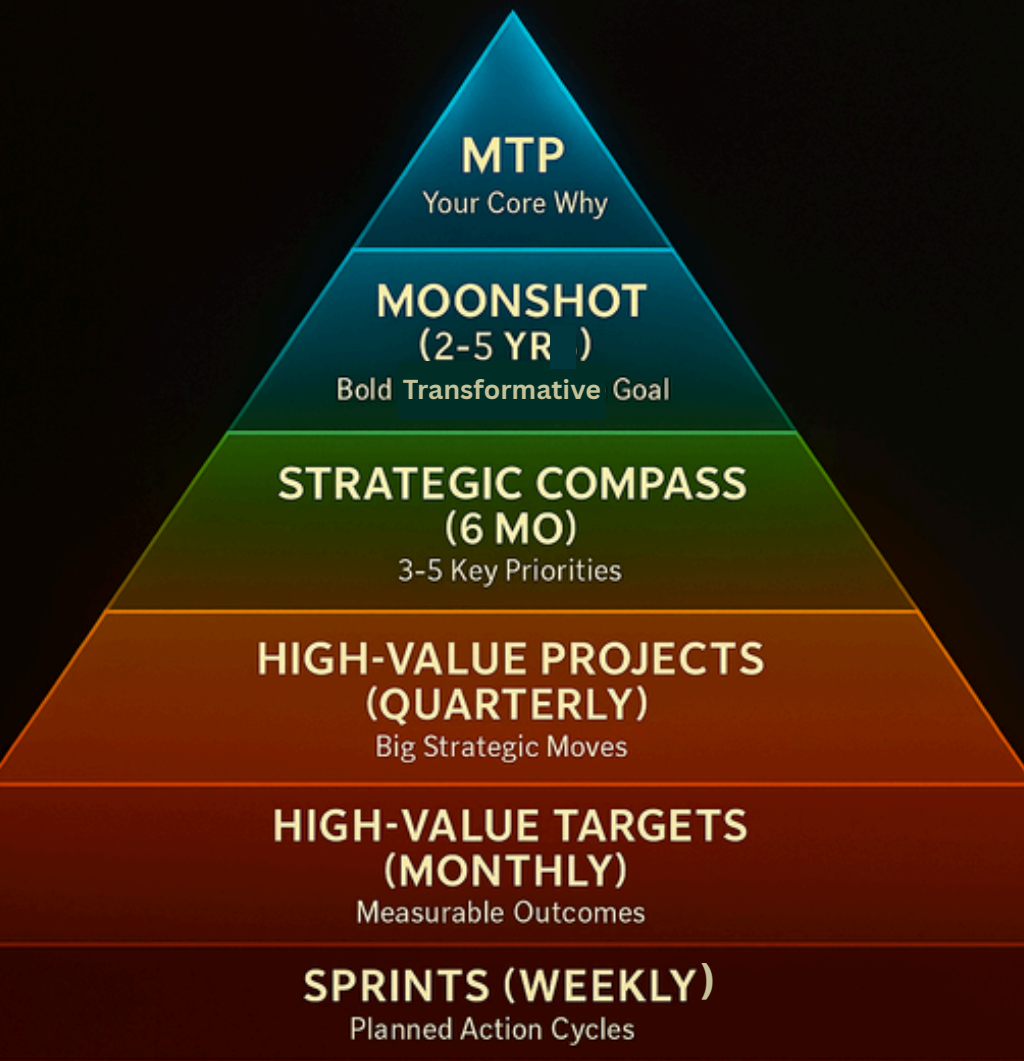 MTP
Your Core Why
MOONSHOT
(2-5 YR )
Bold Transformative Goal
STRATEGIC COMPASS
(6 MO)
3-5 Key Priorities
HIGH-VALUE PROJECTS
(QUARTERLY)
Big Strategic Moves
HIGH-VALUE TARGETS
(MONTHLY)
Measurable Outcomes
SPRINTS (WEEKLY)
Planned Action Cycles